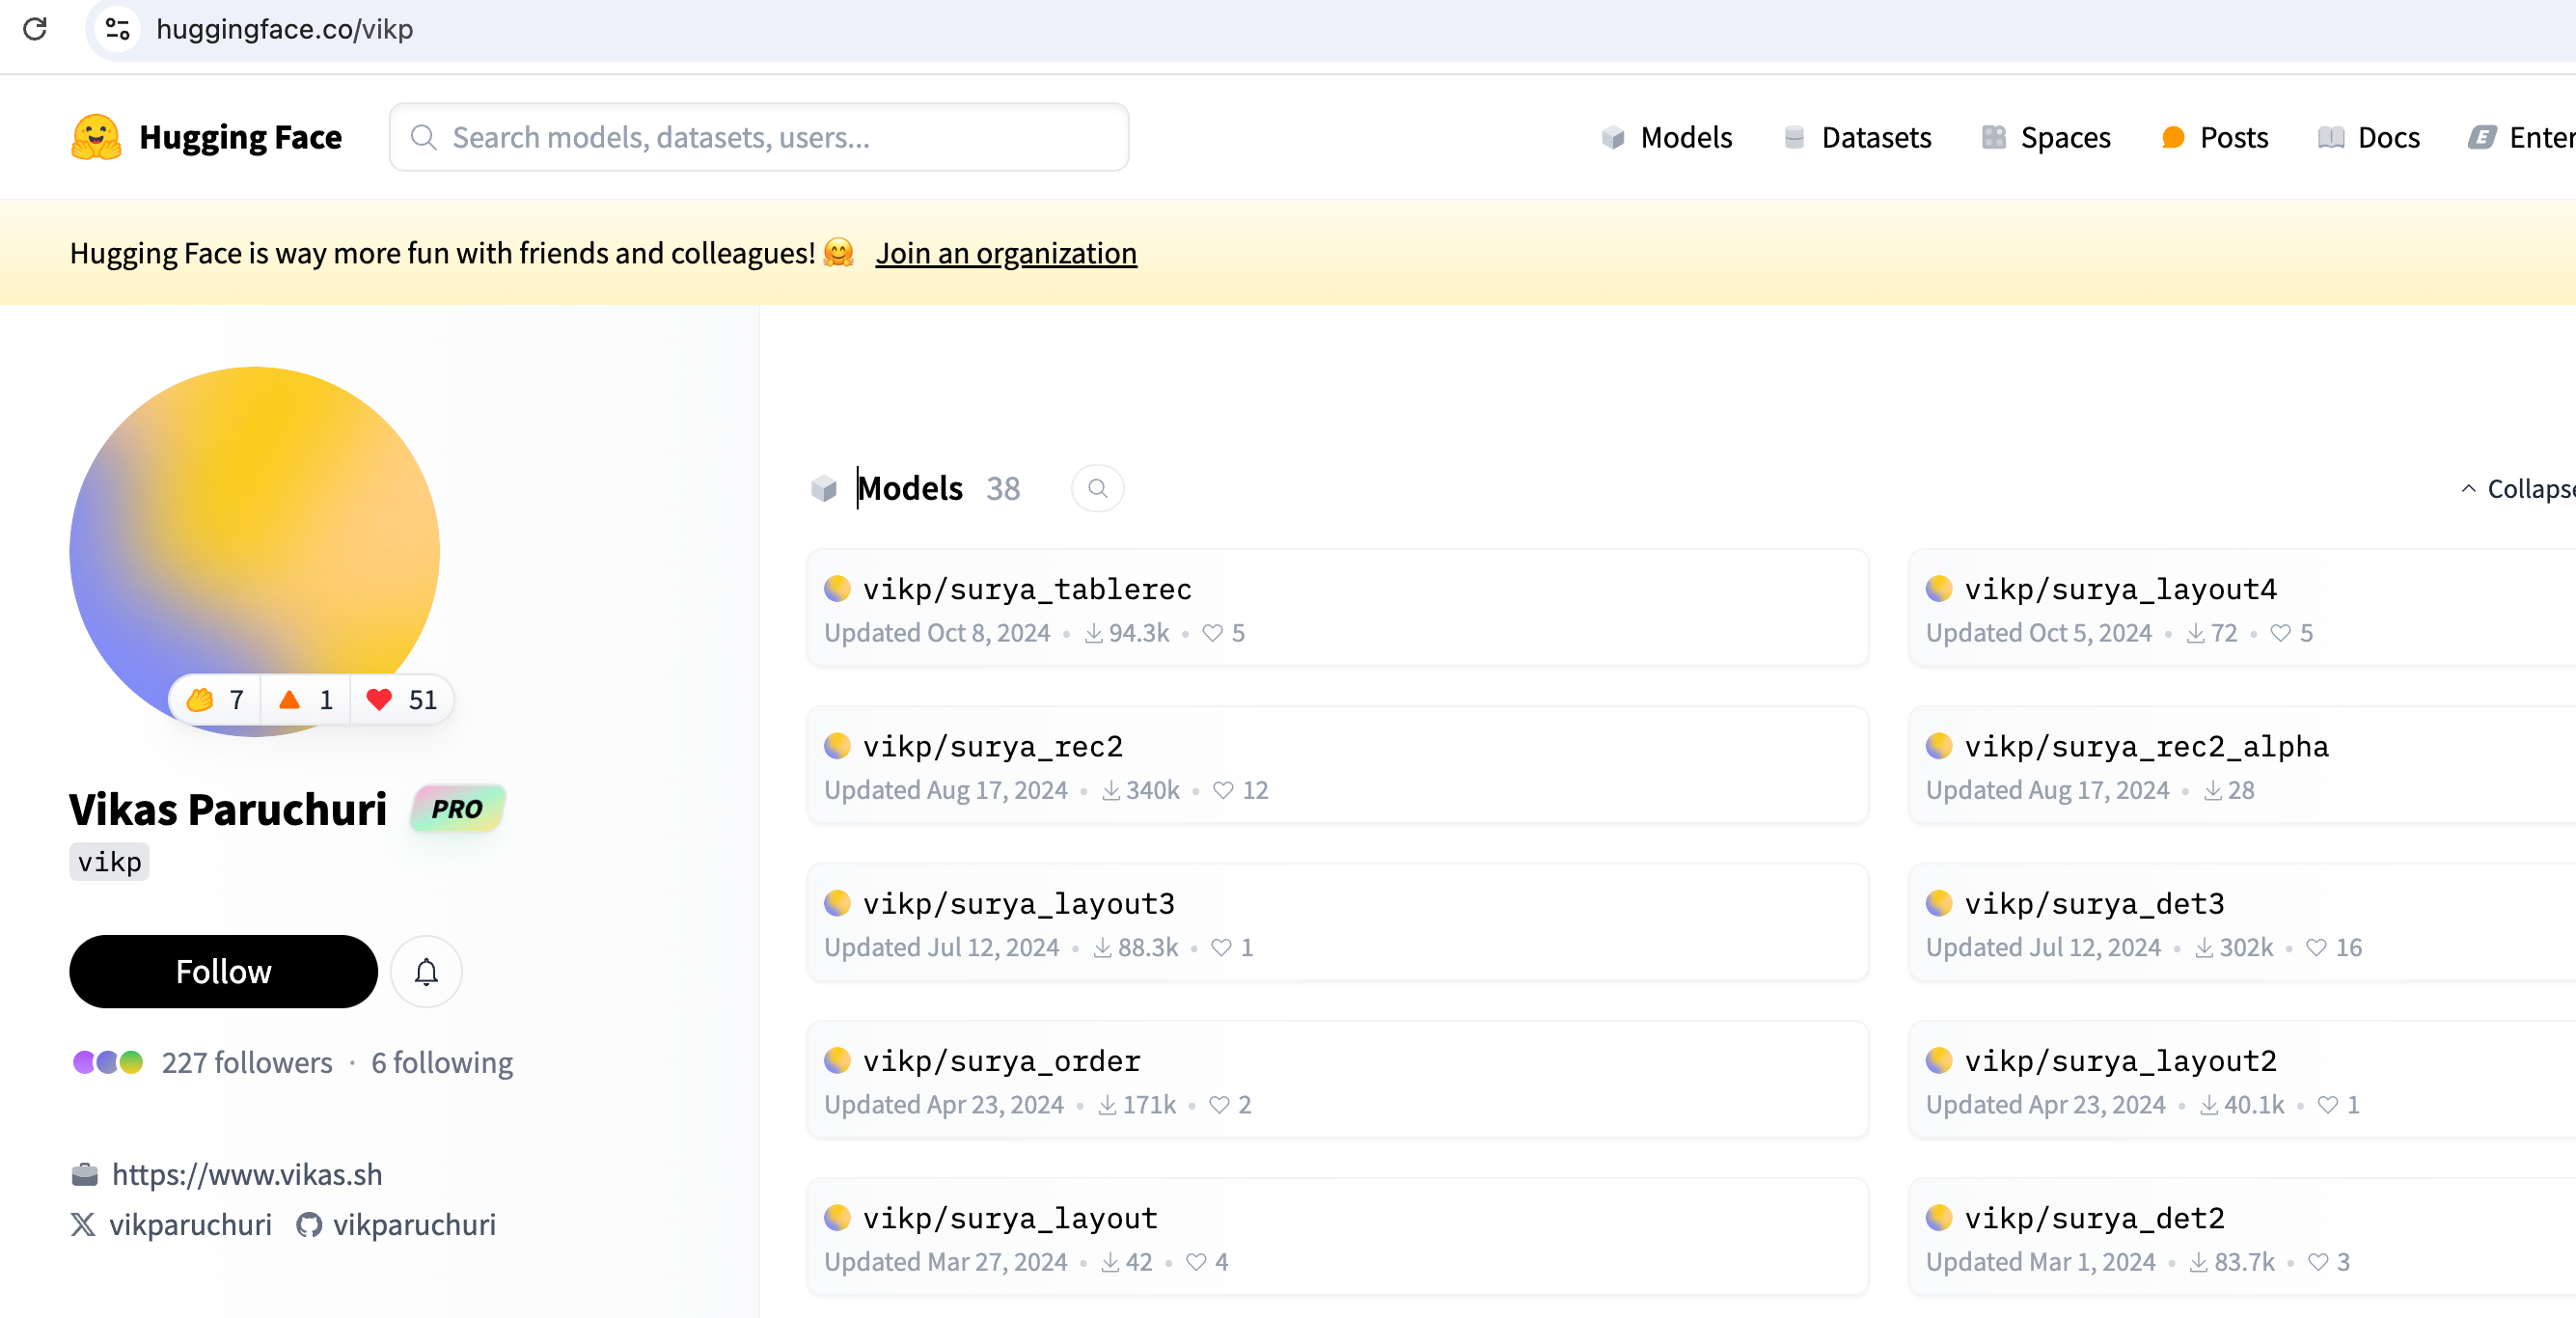 huggingface.co/vikp
Hugging Face
Search models, datasets, users...
Models
Datasets
Spaces
Posts
Docs
Enter
Hugging Face is way more fun with friends and colleagues! 🤗 Join an organization
7 1 51
Vikas Paruchuri PRO
vikp
Follow
227 followers · 6 following
https://www.vikas.sh
vikparuchuri vikparuchuri
Models 38
Collapse
vikp/surya_tablerec
Updated Oct 8, 2024 • 94.3k • 5
vikp/surya_layout4
Updated Oct 5, 2024 • 72 • 5
vikp/surya_rec2
Updated Aug 17, 2024 • 340k • 12
vikp/surya_rec2_alpha
Updated Aug 17, 2024 • 28
vikp/surya_layout3
Updated Jul 12, 2024 • 88.3k • 1
vikp/surya_det3
Updated Jul 12, 2024 • 302k • 16
vikp/surya_order
Updated Apr 23, 2024 • 171k • 2
vikp/surya_layout2
Updated Apr 23, 2024 • 40.1k • 1
vikp/surya_layout
Updated Mar 27, 2024 • 42 • 4
vikp/surya_det2
Updated Mar 1, 2024 • 83.7k • 3